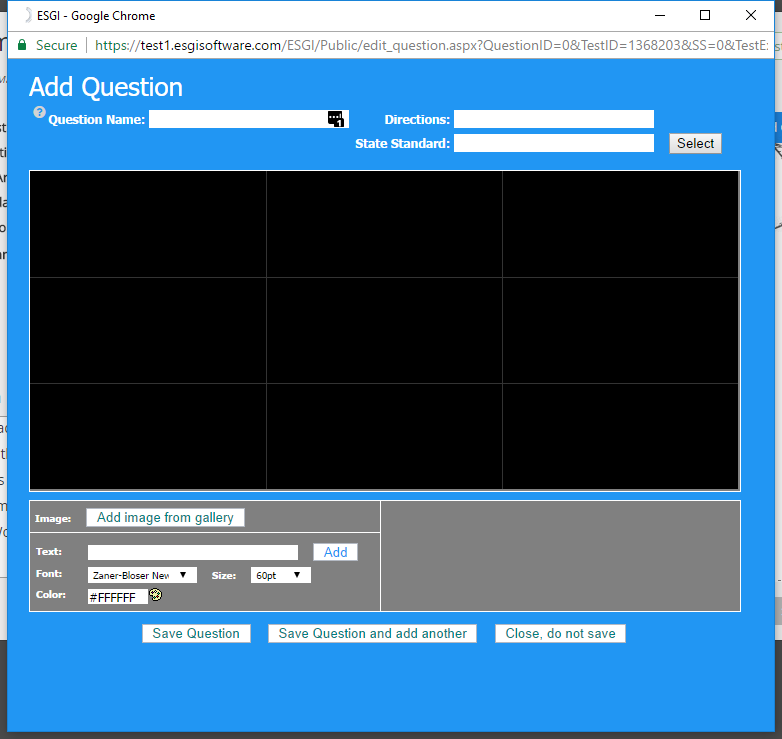 ESGI - Google Chrome
Secure https://test1.esgisoftware.com/ESGI/Public/edit_question.aspx?QuestionID=0&TestID=1368203&SS=0&TestE
Add Question
? Question Name: Directions:
State Standard: Select
Image: Add image from gallery
Text: Add
Font: Zaner-Bloser New Size: 60pt
Color: #FFFFFF
Save Question Save Question and add another Close, do not save